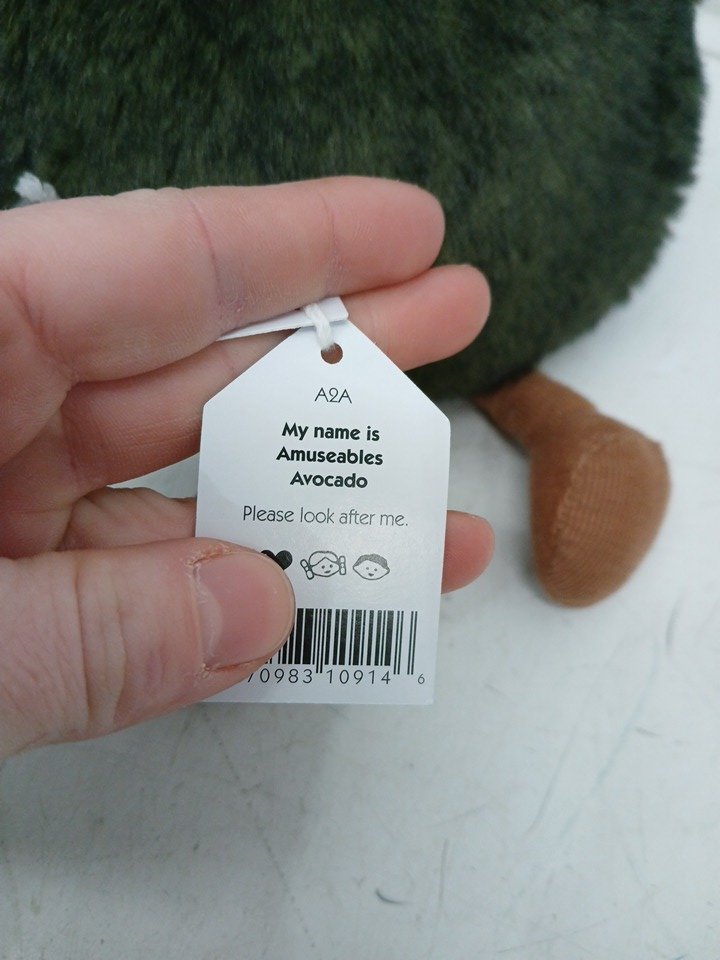 A2A
My name is
Amuseables
Avocado
Please look after me.
70983 10914 6